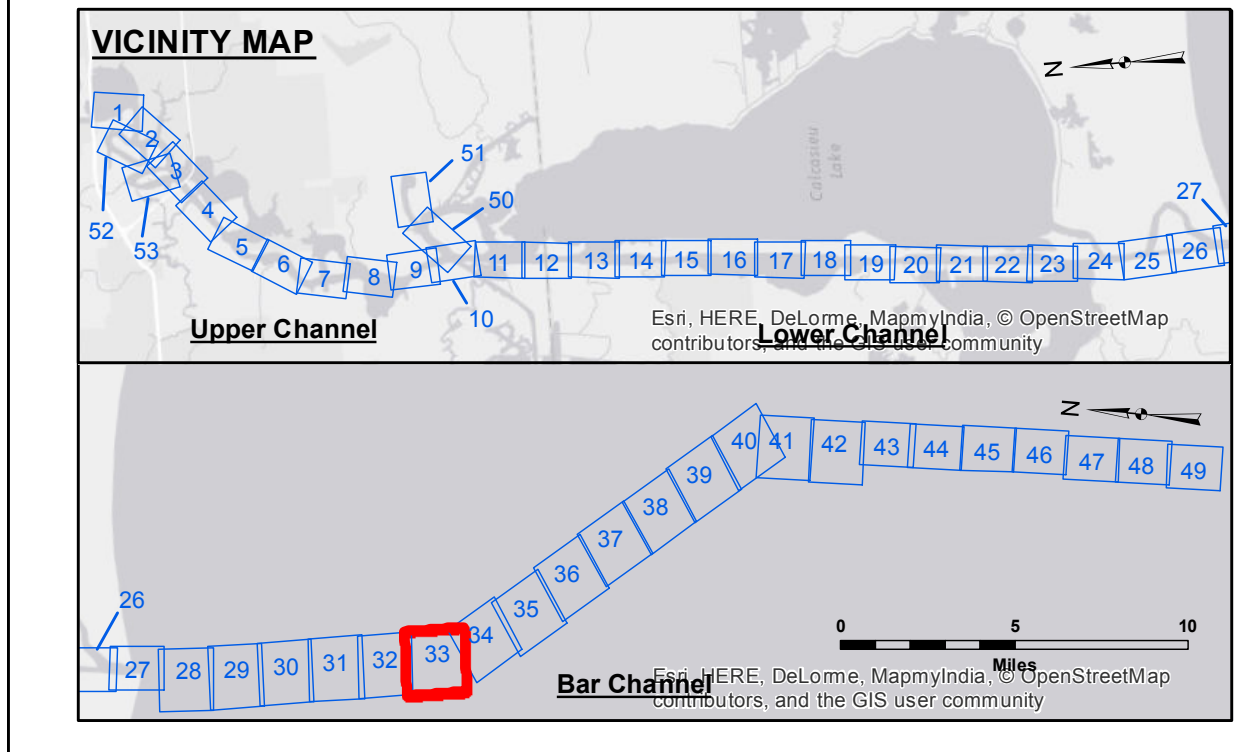 VICINITY MAP
N
1
2
3
52
53
4
5
6
7
8
9
10
51
50
11 12 13 14 15 16 17 18 19 20 21 22 23 24 25 26
27
Calcasieu
Lake
Upper Channel
Lower Channel
Esri, HERE, DeLorme, MapmyIndia, © OpenStreetMap
contributors, and the GIS user community
N
40 41 42 43 44 45 46 47 48 49
39
38
37
36
35
34
26
27 28 29 30 31 32 33
0 5 10
Miles
Bar Channel
Esri, HERE, DeLorme, MapmyIndia, © OpenStreetMap
contributors, and the GIS user community